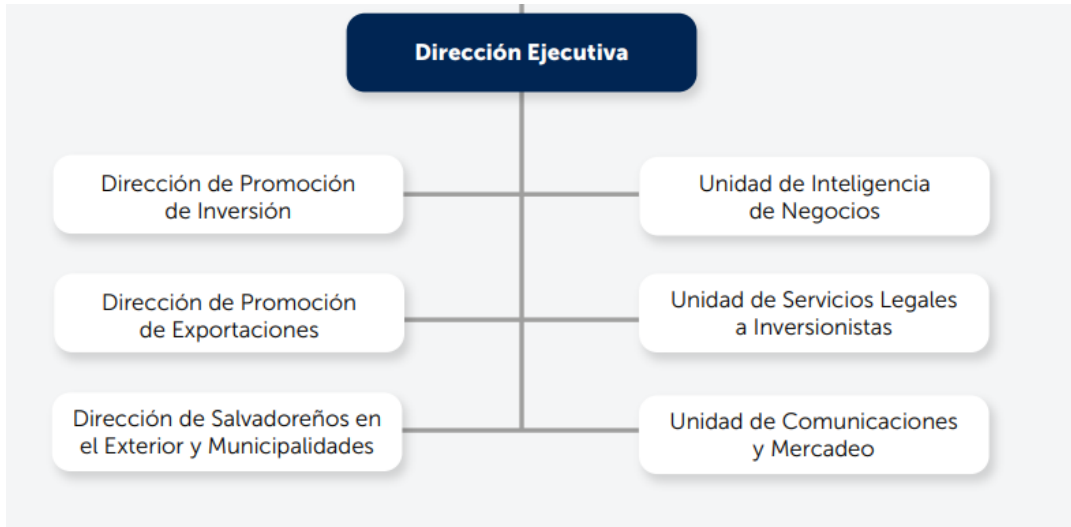 Dirección Ejecutiva
Dirección de Promoción
de Inversión
Unidad de Inteligencia
de Negocios
Dirección de Promoción
de Exportaciones
Unidad de Servicios Legales
a Inversionistas
Dirección de Salvadoreños en
el Exterior y Municipalidades
Unidad de Comunicaciones
y Mercadeo